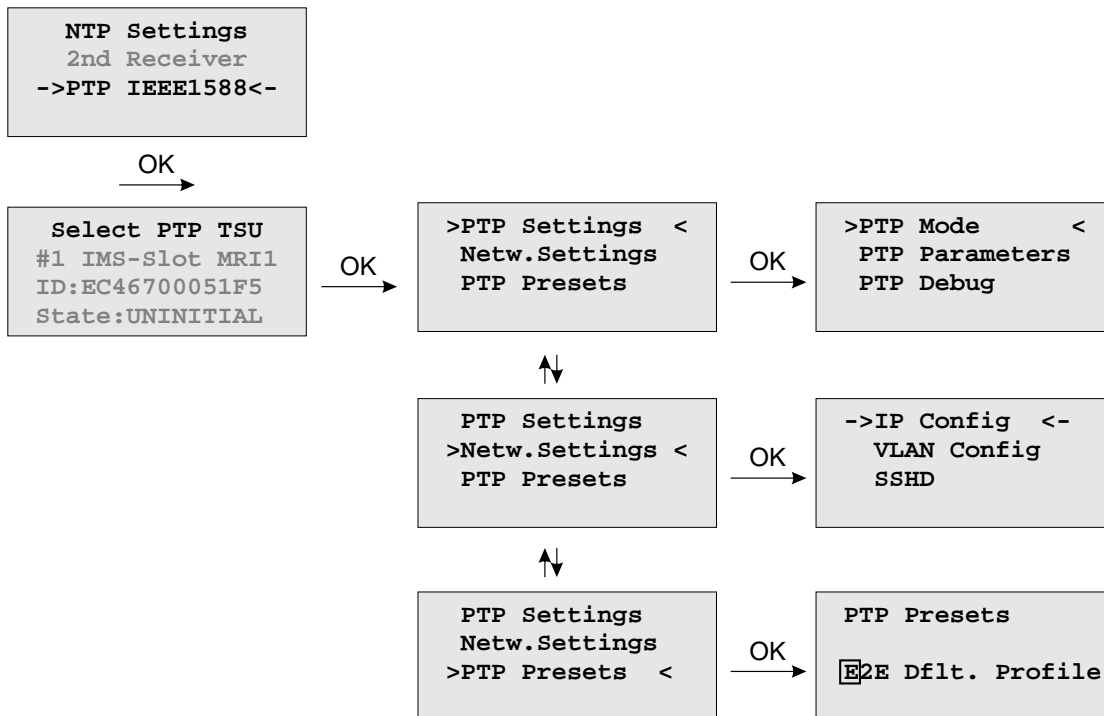 NTP Settings
2nd Receiver
->PTP IEEE1588<-
OK
Select PTP TSU
#1 IMS-Slot MRI1
ID:EC46700051F5
State:UNINITIAL
OK
>PTP Settings <
Netw.Settings
PTP Presets
OK
>PTP Mode <
PTP Parameters
PTP Debug
PTP Settings
>Netw.Settings <
PTP Presets
OK
->IP Config <-
VLAN Config
SSHD
PTP Settings
Netw.Settings
>PTP Presets <
OK
PTP Presets
E2E Dflt. Profile